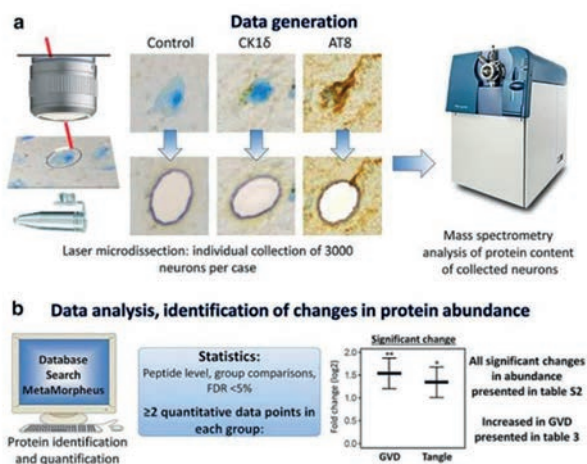 a
Data generation
Control
CK1δ
AT8
Laser microdissection: individual collection of 3000
neurons per case
Mass spectrometry
analysis of protein content
of collected neurons
b
Data analysis, identification of changes in protein abundance
Database
Search
MetaMorpheus
Protein identification
and quantification
Statistics:
Peptide level, group comparisons,
FDR <5%
≥2 quantitative data points in
each group:
Significant change
Fold change (log2)
2.0
1.5
1.0
0.5
0.0
**
*
GVD
Tangle
All significant changes
in abundance
presented in table S2
Increased in GVD
presented in table 3